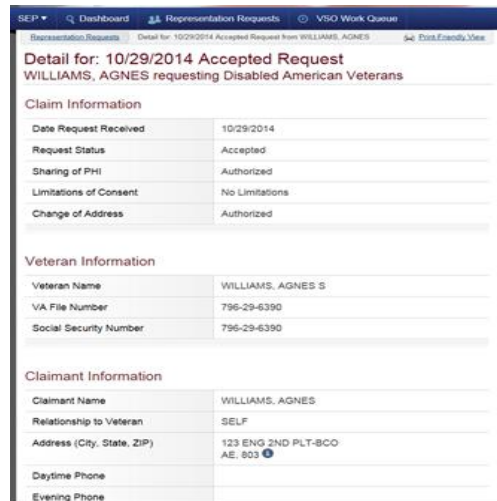 SEP ▾ Dashboard Representation Requests VSO Work Queue
Representation Requests Detail for: 10/29/2014 Accepted Request from WILLIAMS, AGNES Print Friendly View
Detail for: 10/29/2014 Accepted Request
WILLIAMS, AGNES requesting Disabled American Veterans
Claim Information
Date Request Received 10/29/2014
Request Status Accepted
Sharing of PHI Authorized
Limitations of Consent No Limitations
Change of Address Authorized
Veteran Information
Veteran Name WILLIAMS, AGNES S
VA File Number 796-29-6390
Social Security Number 796-29-6390
Claimant Information
Claimant Name WILLIAMS, AGNES
Relationship to Veteran SELF
Address (City, State, ZIP) 123 ENG 2ND PLT-BCO
AE, 803
Daytime Phone
Evening Phone